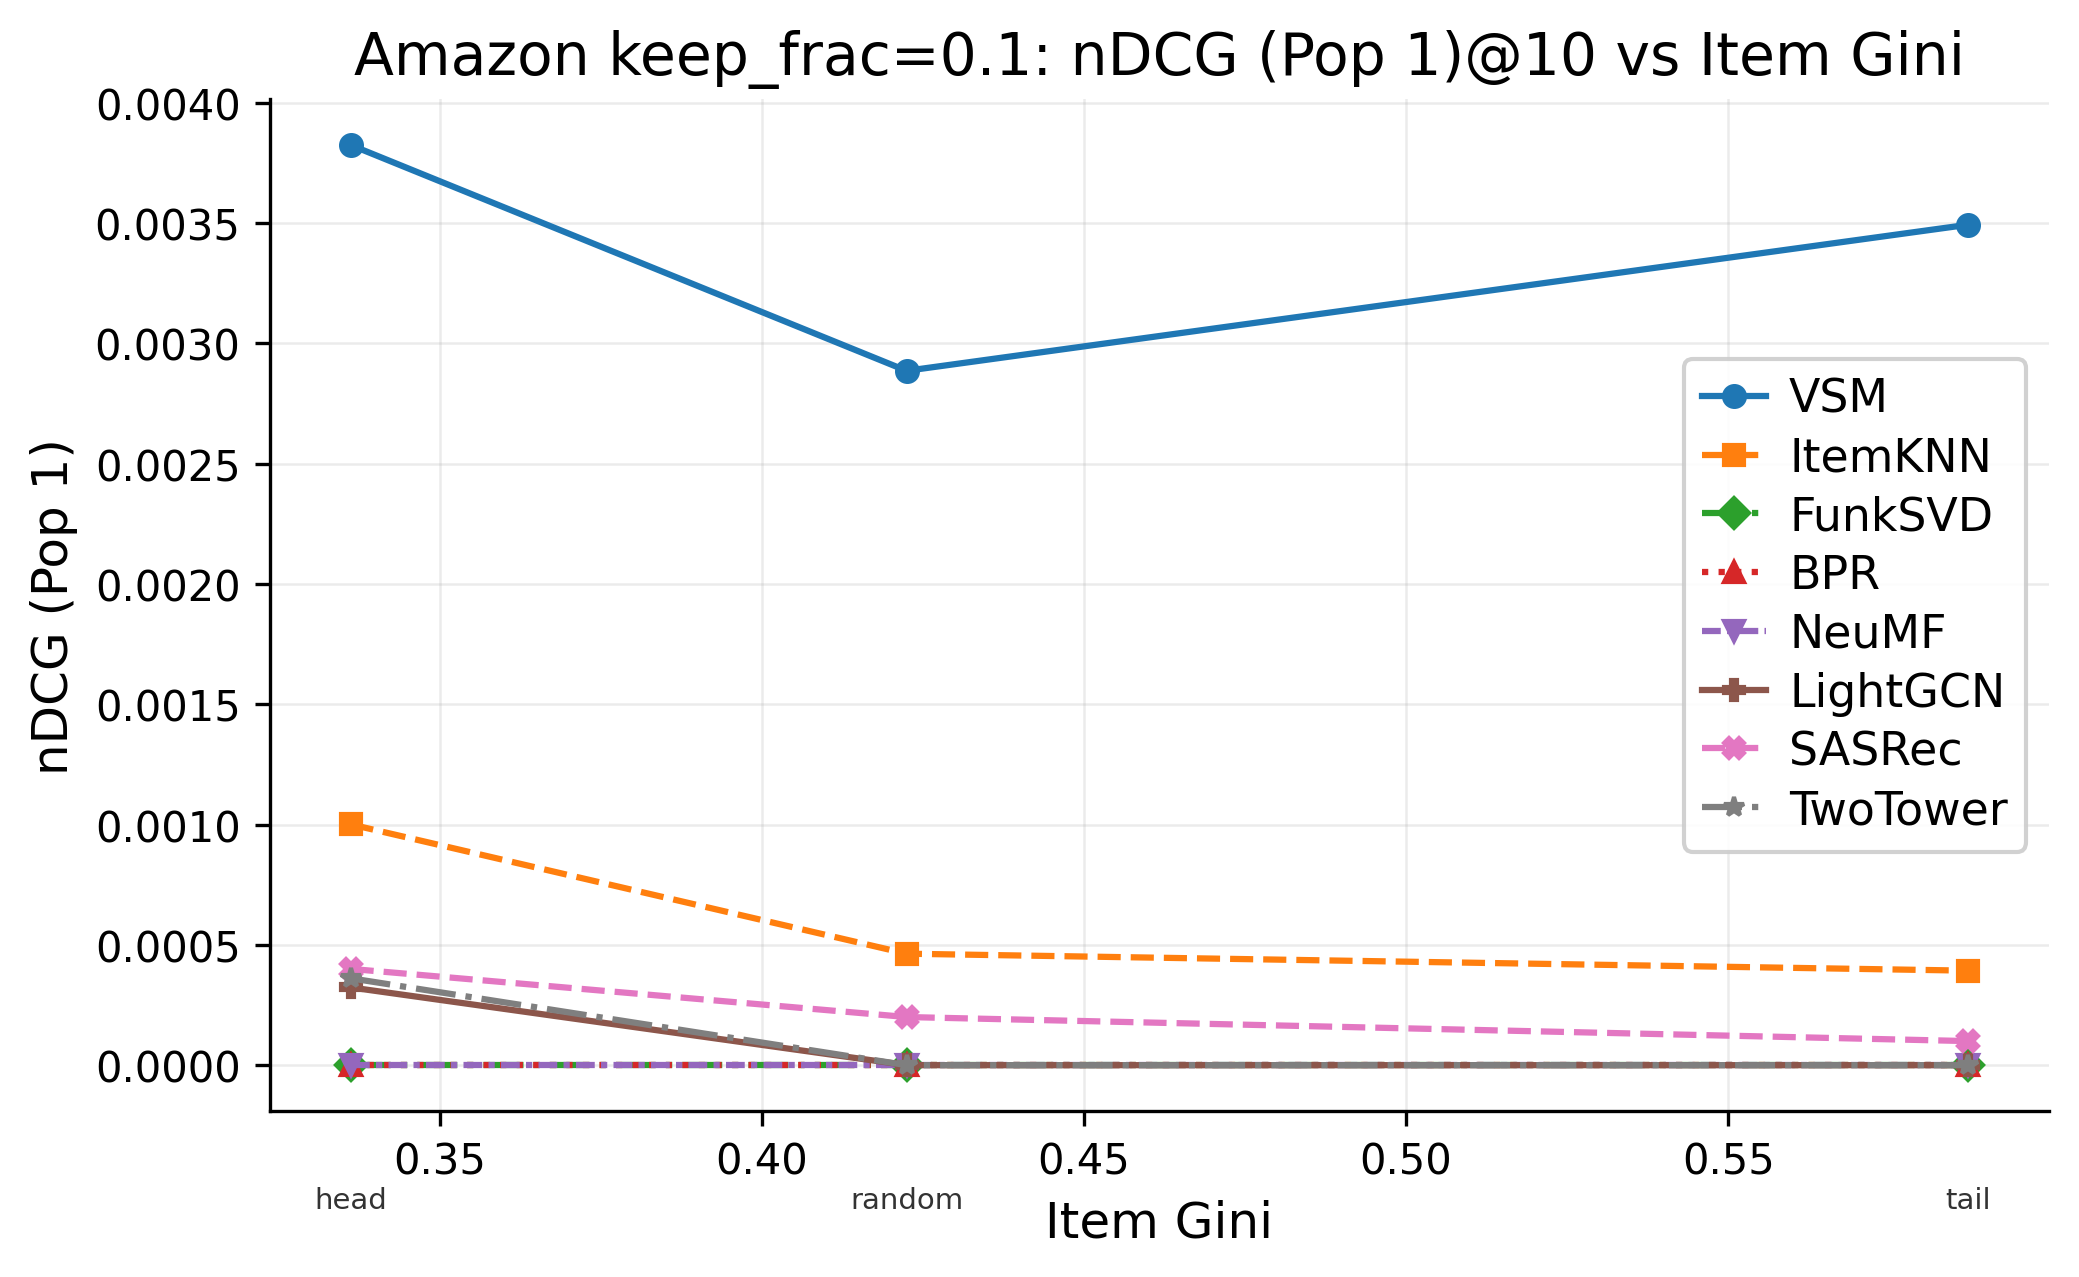 Amazon keep_frac=0.1: nDCG (Pop 1)@10 vs Item Gini
nDCG (Pop 1)
0.0040
0.0035
0.0030
0.0025
0.0020
0.0015
0.0010
0.0005
0.0000
VSM
ItemKNN
FunkSVD
BPR
NeuMF
LightGCN
SASRec
TwoTower
0.35 0.40 0.45 0.50 0.55
head random tail
Item Gini